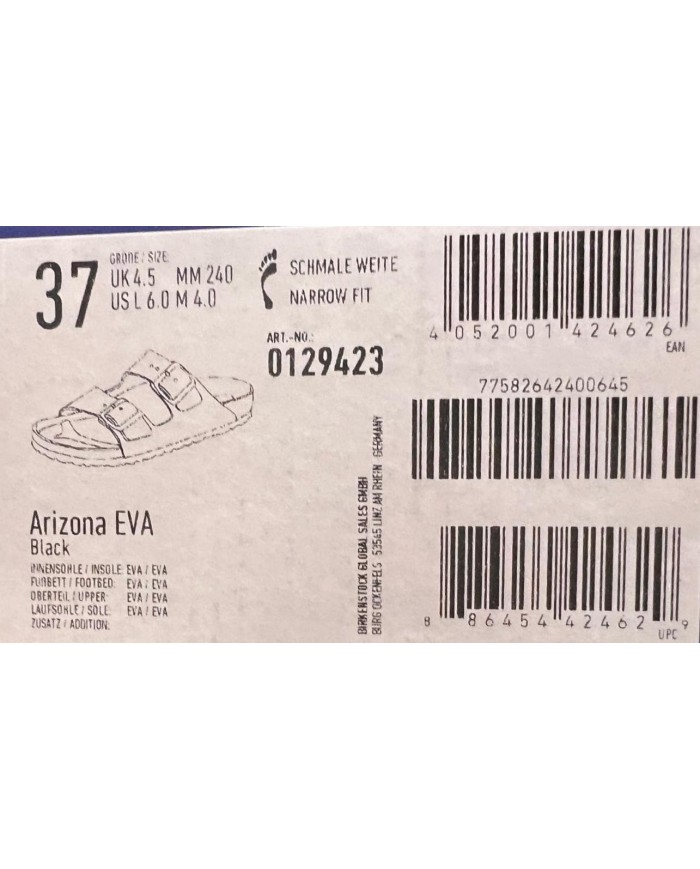 37
GRÖßE / SIZE
UK 4.5 MM 240
US L 6.0 M 4.0
SCHMALE WEITE
NARROW FIT
ART.-NO.:
0129423
4 052001 424626
EAN
77582642400645
Arizona EVA
Black
INNENSOHLE / INSOLE: EVA / EVA
FUßBETT / FOOTBED: EVA / EVA
OBERTEIL / UPPER: EVA / EVA
LAUFSOHLE / SOLE: EVA / EVA
ZUSATZ / ADDITION:
BIRKENSTOCK GLOBAL SALES GMBH
BURG OCKENFELS 53545 LINZ AM RHEIN GERMANY
8 86454 42462 9
UPC